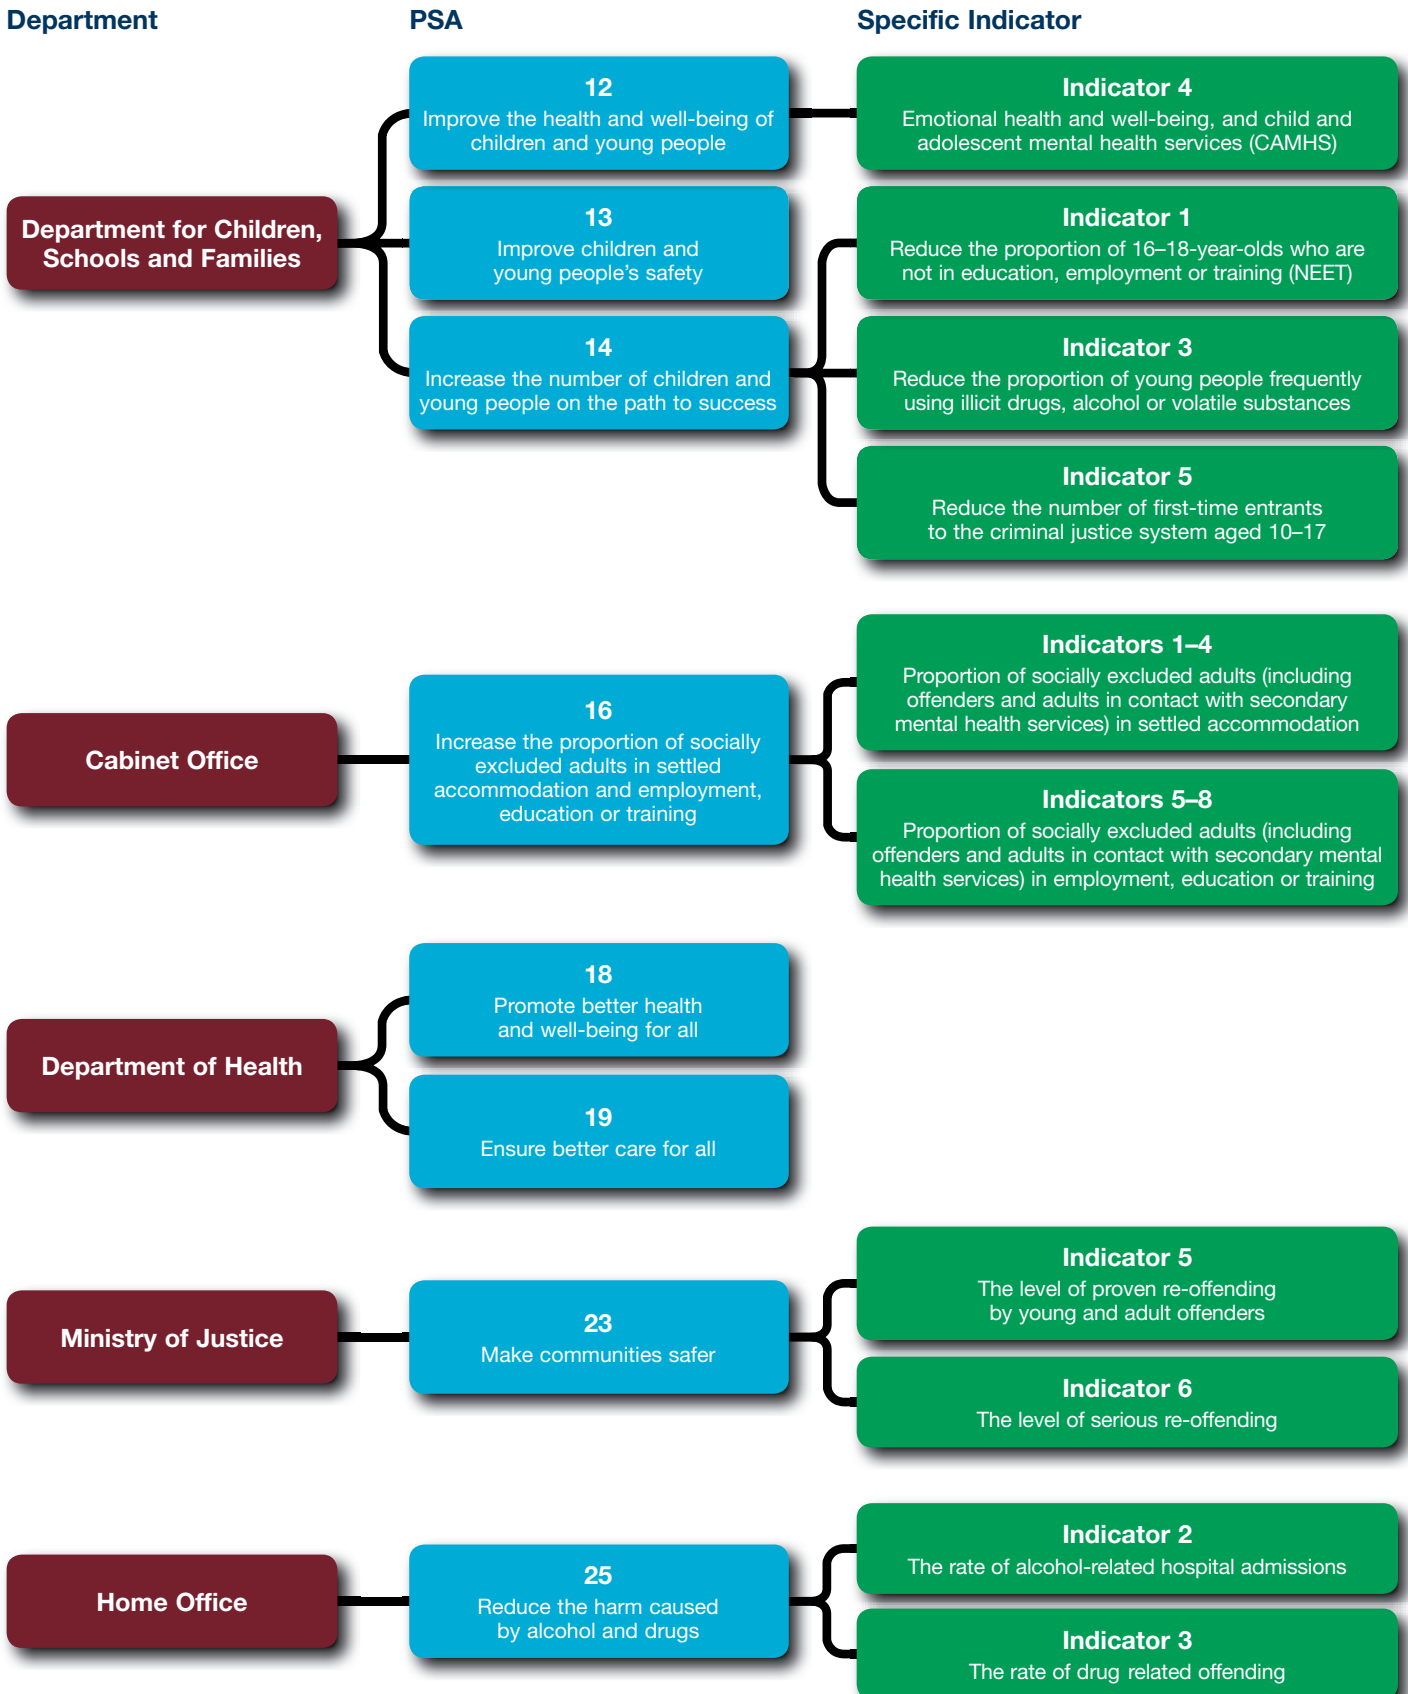 Department
PSA
Specific Indicator
Department for Children,
Schools and Families
12
Improve the health and well-being of
children and young people
Indicator 4
Emotional health and well-being, and child and
adolescent mental health services (CAMHS)
13
Improve children and
young people’s safety
14
Increase the number of children and
young people on the path to success
Indicator 1
Reduce the proportion of 16–18-year-olds who are
not in education, employment or training (NEET)
Indicator 3
Reduce the proportion of young people frequently
using illicit drugs, alcohol or volatile substances
Indicator 5
Reduce the number of first-time entrants
to the criminal justice system aged 10–17
Cabinet Office
16
Increase the proportion of socially
excluded adults in settled
accommodation and employment,
education or training
Indicators 1–4
Proportion of socially excluded adults (including
offenders and adults in contact with secondary
mental health services) in settled accommodation
Indicators 5–8
Proportion of socially excluded adults (including
offenders and adults in contact with secondary mental
health services) in employment, education or training
Department of Health
18
Promote better health
and well-being for all
19
Ensure better care for all
Ministry of Justice
23
Make communities safer
Indicator 5
The level of proven re-offending
by young and adult offenders
Indicator 6
The level of serious re-offending
Home Office
25
Reduce the harm caused
by alcohol and drugs
Indicator 2
The rate of alcohol-related hospital admissions
Indicator 3
The rate of drug related offending